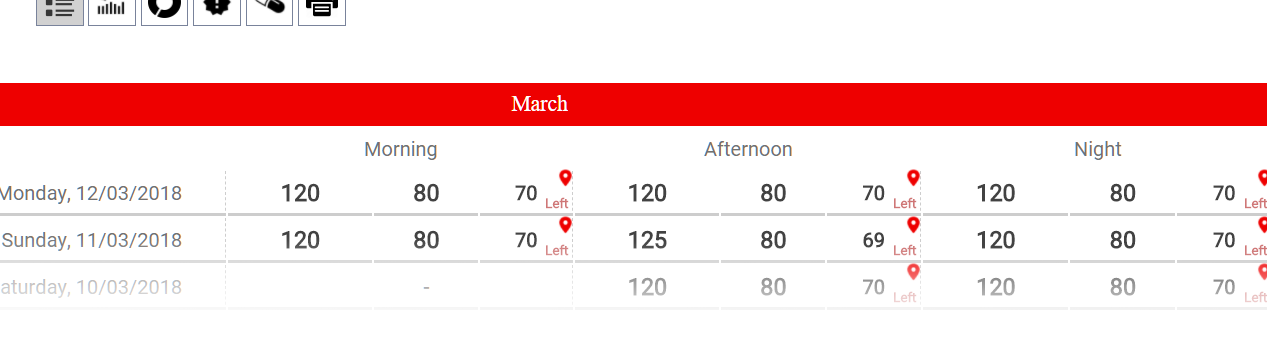 March
Morning Afternoon Night
Monday, 12/03/2018 120 80 70 Left 120 80 70 Left 120 80 70 Left
Sunday, 11/03/2018 120 80 70 Left 125 80 69 Left 120 80 70 Left
aturday, 10/03/2018 - 120 80 70 Left 120 80 70 Left